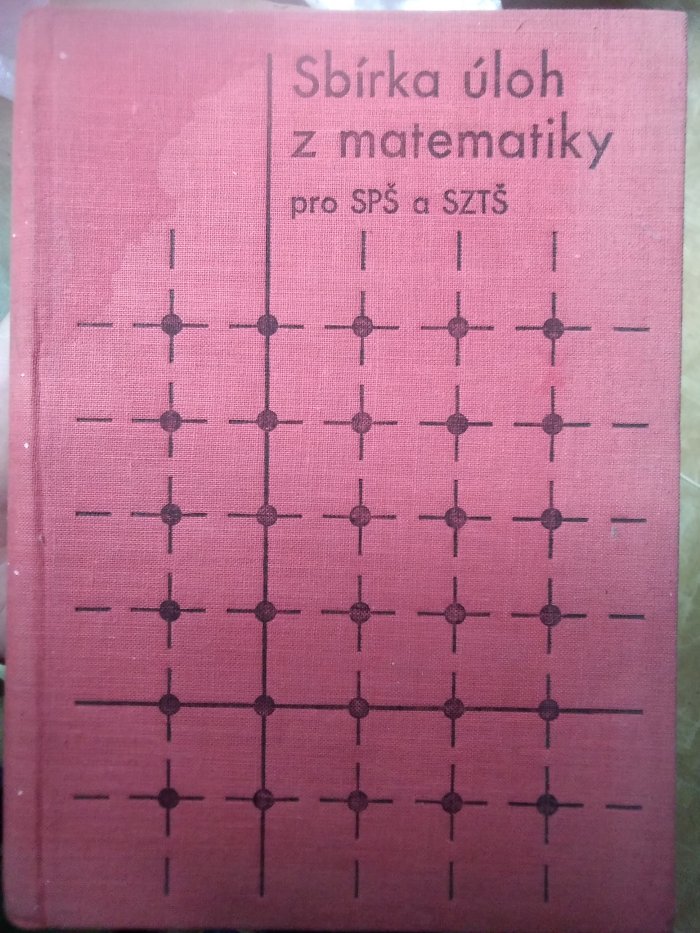 Sbírka úloh
z matematiky
pro SPŠ a SZTŠ